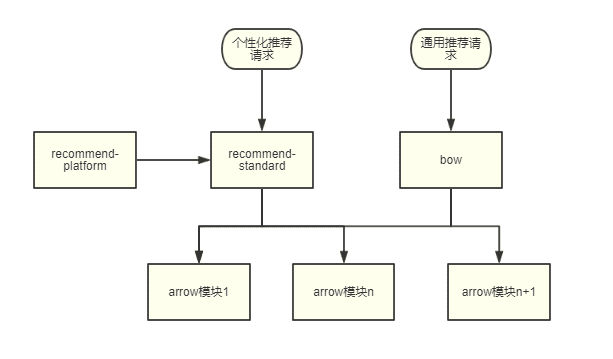 个性化推荐
请求
通用推荐请
求
recommend-
platform
recommend-
standard
bow
arrow模块1
arrow模块n
arrow模块n+1